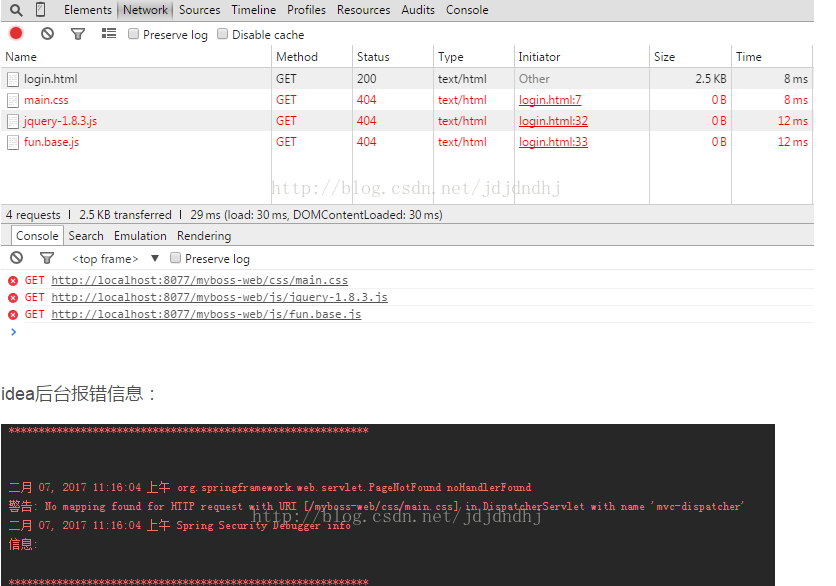 Elements Network Sources Timeline Profiles Resources Audits Console
Preserve log Disable cache
Name Method Status Type Initiator Size Time
login.html GET 200 text/html Other 2.5 KB 8 ms
main.css GET 404 text/html login.html:7 0 B 8 ms
jquery-1.8.3.js GET 404 text/html login.html:32 0 B 12 ms
fun.base.js GET 404 text/html login.html:33 0 B 12 ms
http://blog.csdn.net/jdjdndhj
4 requests | 2.5 KB transferred | 29 ms (load: 30 ms, DOMContentLoaded: 30 ms)
Console Search Emulation Rendering
<top frame> ▼ Preserve log
GET http://localhost:8077/myboss-web/css/main.css
GET http://localhost:8077/myboss-web/js/jquery-1.8.3.js
GET http://localhost:8077/myboss-web/js/fun.base.js
>
idea后台报错信息：
************************************************************
二月 07, 2017 11:16:04 上午 org.springframework.web.servlet.PageNotFound noHandlerFound
警告: No mapping found for HTTP request with URI [/myboss-web/css/main.css] in DispatcherServlet with name 'mvc-dispatcher'
http://blog.csdn.net/jdjdndhj
二月 07, 2017 11:16:04 上午 Spring Security Debugger info
信息:
************************************************************